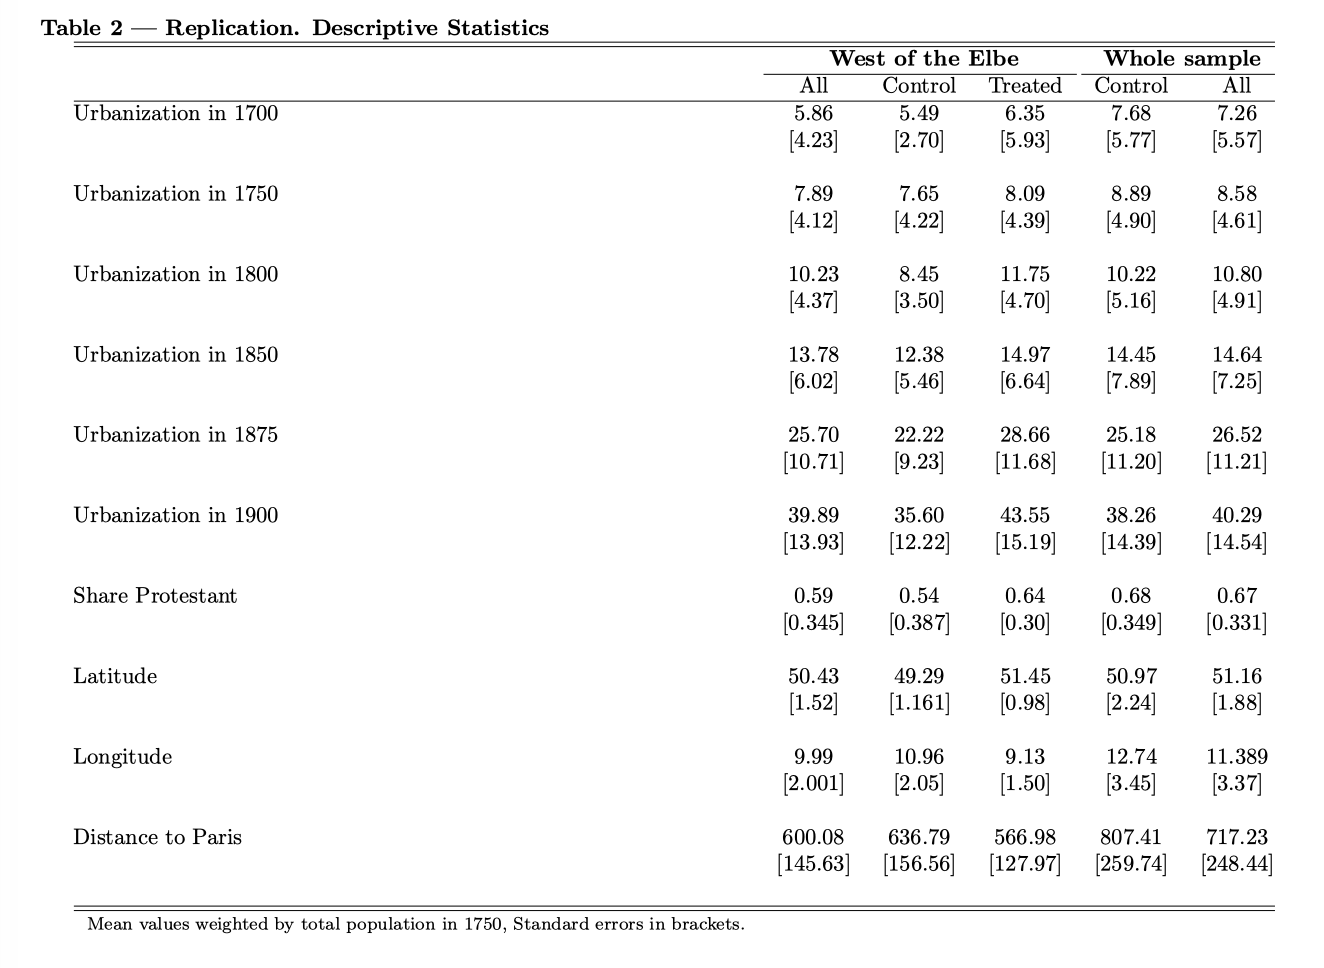 Table 2 — Replication. Descriptive Statistics
West of the Elbe Whole sample
All Control Treated Control All
Urbanization in 1700 5.86 5.49 6.35 7.68 7.26
[4.23] [2.70] [5.93] [5.77] [5.57]
Urbanization in 1750 7.89 7.65 8.09 8.89 8.58
[4.12] [4.22] [4.39] [4.90] [4.61]
Urbanization in 1800 10.23 8.45 11.75 10.22 10.80
[4.37] [3.50] [4.70] [5.16] [4.91]
Urbanization in 1850 13.78 12.38 14.97 14.45 14.64
[6.02] [5.46] [6.64] [7.89] [7.25]
Urbanization in 1875 25.70 22.22 28.66 25.18 26.52
[10.71] [9.23] [11.68] [11.20] [11.21]
Urbanization in 1900 39.89 35.60 43.55 38.26 40.29
[13.93] [12.22] [15.19] [14.39] [14.54]
Share Protestant 0.59 0.54 0.64 0.68 0.67
[0.345] [0.387] [0.30] [0.349] [0.331]
Latitude 50.43 49.29 51.45 50.97 51.16
[1.52] [1.161] [0.98] [2.24] [1.88]
Longitude 9.99 10.96 9.13 12.74 11.389
[2.001] [2.05] [1.50] [3.45] [3.37]
Distance to Paris 600.08 636.79 566.98 807.41 717.23
[145.63] [156.56] [127.97] [259.74] [248.44]
Mean values weighted by total population in 1750, Standard errors in brackets.